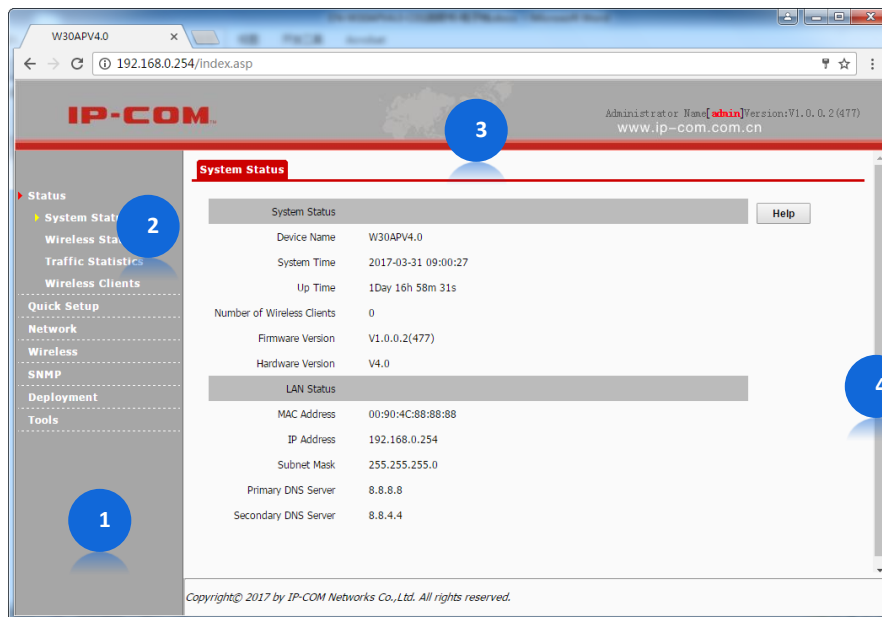 W30APV4.0
192.168.0.254/index.asp
IP-COM
Administrator Name[admin]Version:V1.0.0.2(477)
www.ip-com.com.cn
3
System Status
Status
System Stat
2
Wireless Sta
Traffic Statistics
Wireless Clients
Quick Setup
Network
Wireless
SNMP
Deployment
Tools
1
System Status
Help
Device Name W30APV4.0
System Time 2017-03-31 09:00:27
Up Time 1Day 16h 58m 31s
Number of Wireless Clients 0
Firmware Version V1.0.0.2(477)
Hardware Version V4.0
LAN Status
4
MAC Address 00:90:4C:88:88:88
IP Address 192.168.0.254
Subnet Mask 255.255.255.0
Primary DNS Server 8.8.8.8
Secondary DNS Server 8.8.4.4
Copyright© 2017 by IP-COM Networks Co.,Ltd. All rights reserved.